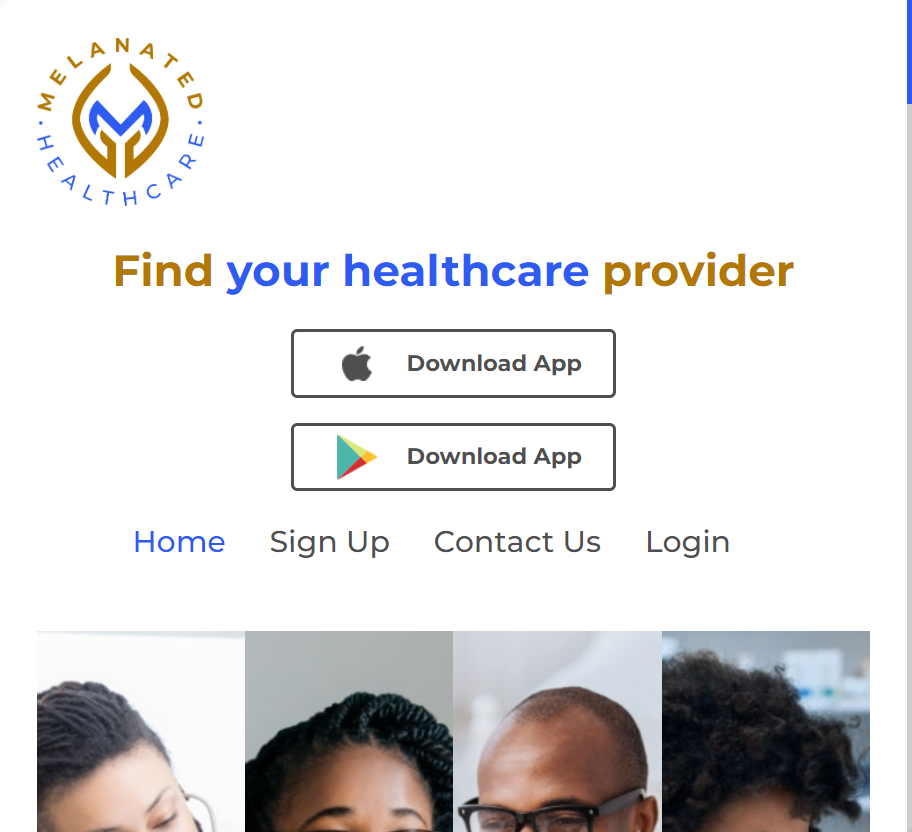 MELANATED
HEALTHCARE
Find your healthcare provider
Download App
Download App
Home Sign Up Contact Us Login